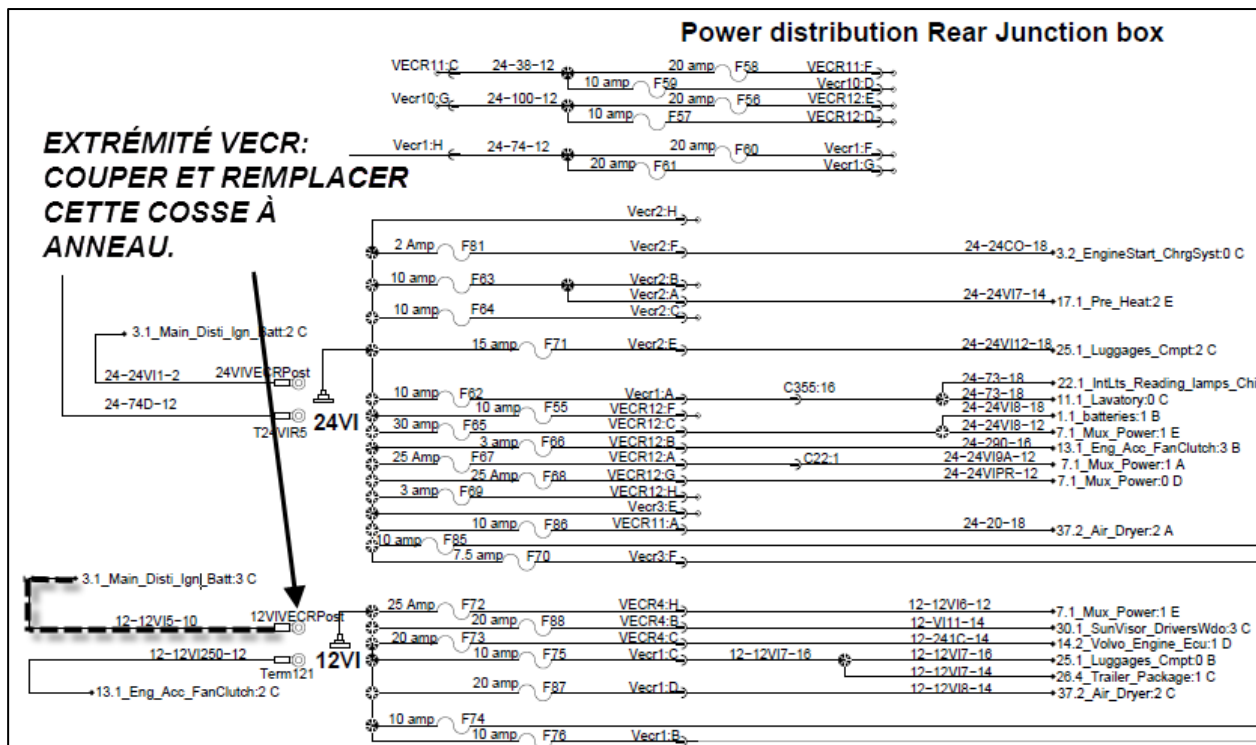 Power distribution Rear Junction box
VECR11:C 24-38-12 20 amp F58 VECR11:F
10 amp F59 Vecr10:D
Vecr10:G 24-100-12 20 amp F56 VECR12:E
10 amp F57 VECR12:D
Vecr1:H 24-74-12 20 amp F60 Vecr1:F
20 amp F61 Vecr1:G
EXTRÉMITÉ VECR:
COUPER ET REMPLACER
CETTE COSSE À
ANNEAU.
Vecr2:H
2 Amp F81 Vecr2:F 24-24CO-18 3.2_EngineStart_ChrgSyst:0 C
10 amp F63 Vecr2:B
Vecr2:A 24-24VI7-14 17.1_Pre_Heat:2 E
10 amp F64 Vecr2:C
3.1_Main_Disti_Ign_Batt:2 C
15 amp F71 Vecr2:E 24-24VI12-18 25.1_Luggages_Cmpt:2 C
24-24VI1-2 24VIVECRPost
24-74D-12
T24VIR5
24VI
10 amp F62 Vecr1:A C355:16 24-73-18 22.1_IntLts_Reading_lamps_Chi
24-73-18 11.1_Lavatory:0 C
10 amp F55 VECR12:F 24-24VI8-18 1.1_batteries:1 B
30 amp F65 VECR12:C 24-24VI8-12 7.1_Mux_Power:1 E
3 amp F66 VECR12:B 24-290-16 13.1_Eng_Acc_FanClutch:3 B
25 Amp F67 VECR12:A C22:1 24-24VI9A-12 7.1_Mux_Power:1 A
25 Amp F68 VECR12:G 24-24VIPR-12 7.1_Mux_Power:0 D
3 amp F69 VECR12:H
Vecr3:E
10 amp F86 VECR11:A 24-20-18 37.2_Air_Dryer:2 A
10 amp F85
7.5 amp F70 Vecr3:F
3.1_Main_Disti_Ign_Batt:3 C
12-12VI5-10 12VIVECRPost
12-12VI250-12
Term121
13.1_Eng_Acc_FanClutch:2 C
12VI
25 Amp F72 VECR4:H 12-12VI6-12 7.1_Mux_Power:1 E
20 amp F88 VECR4:B 12-VI11-14 30.1_SunVisor_DriversWdo:3 C
20 amp F73 VECR4:C 12-241C-14 14.2_Volvo_Engine_Ecu:1 D
10 amp F75 Vecr1:C 12-12VI7-16 12-12VI7-16 25.1_Luggages_Cmpt:0 B
12-12VI7-14 26.4_Trailer_Package:1 C
20 amp F87 Vecr1:D 12-12VI8-14 37.2_Air_Dryer:2 C
10 amp F74
10 amp F76 Vecr1:B